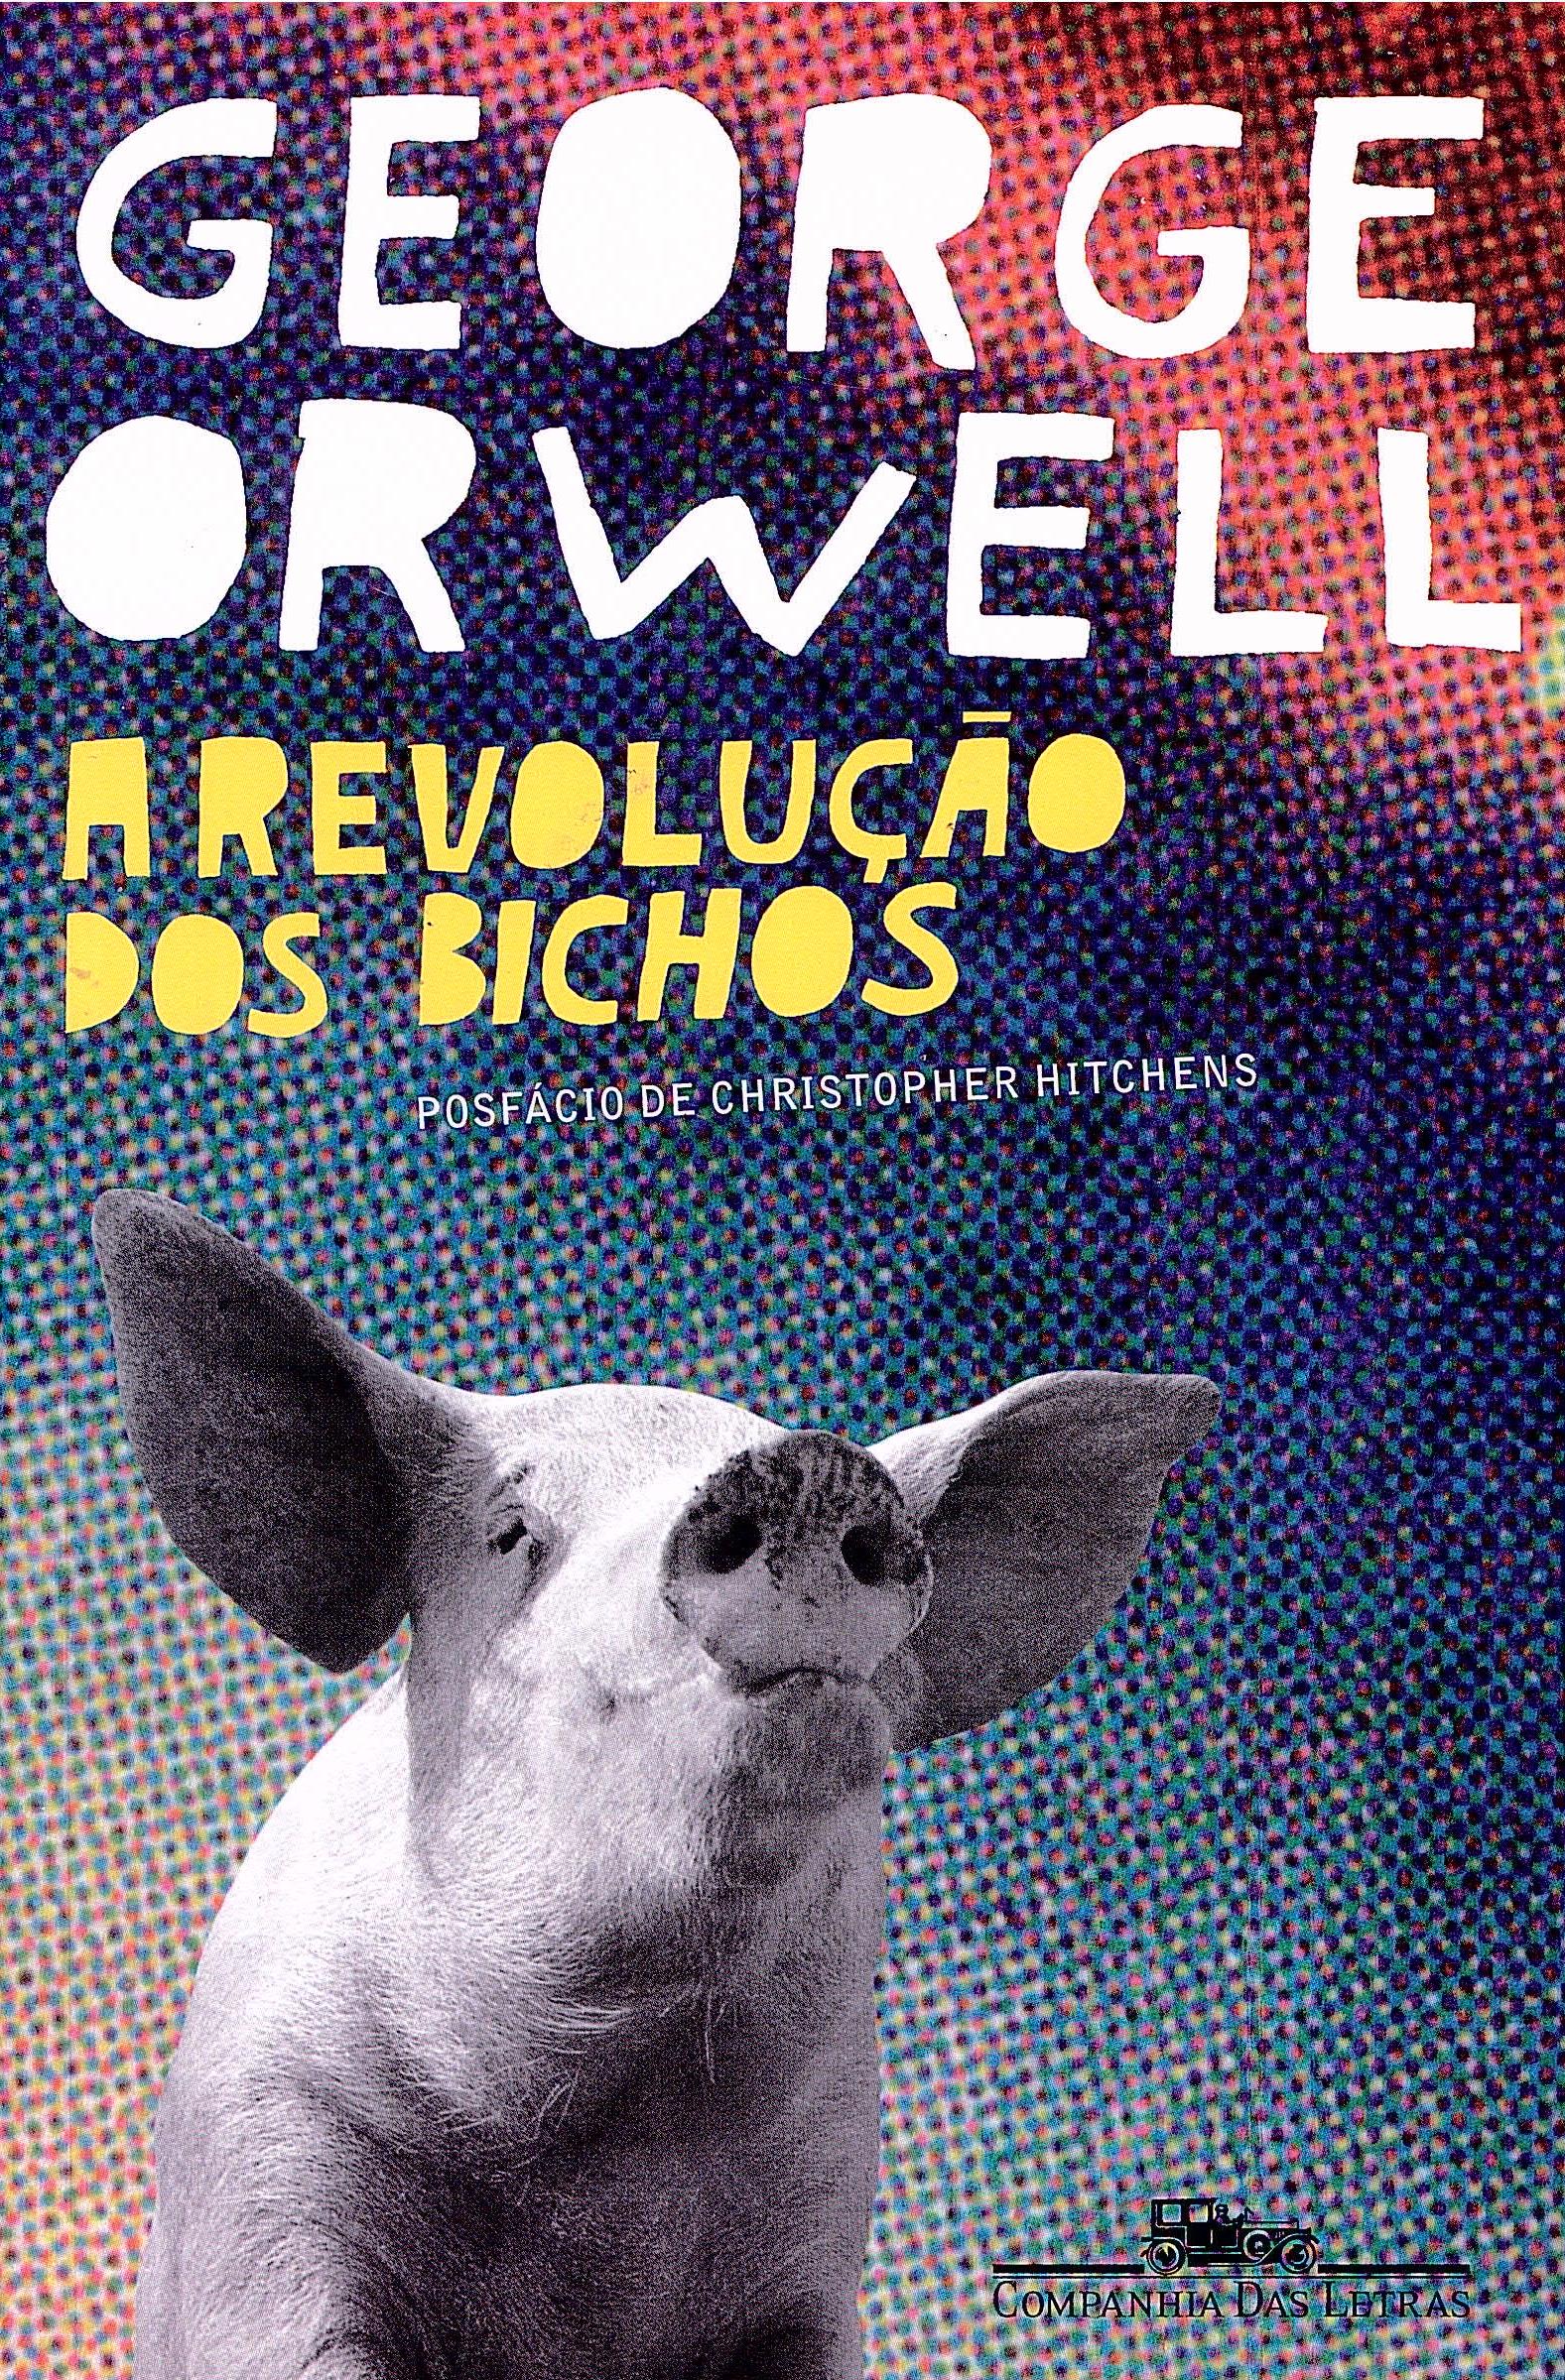 GEORGE
ORWELL
A REVOLUÇÃO
DOS BICHOS
POSFÁCIO DE CHRISTOPHER HITCHENS
COMPANHIA DAS LETRAS